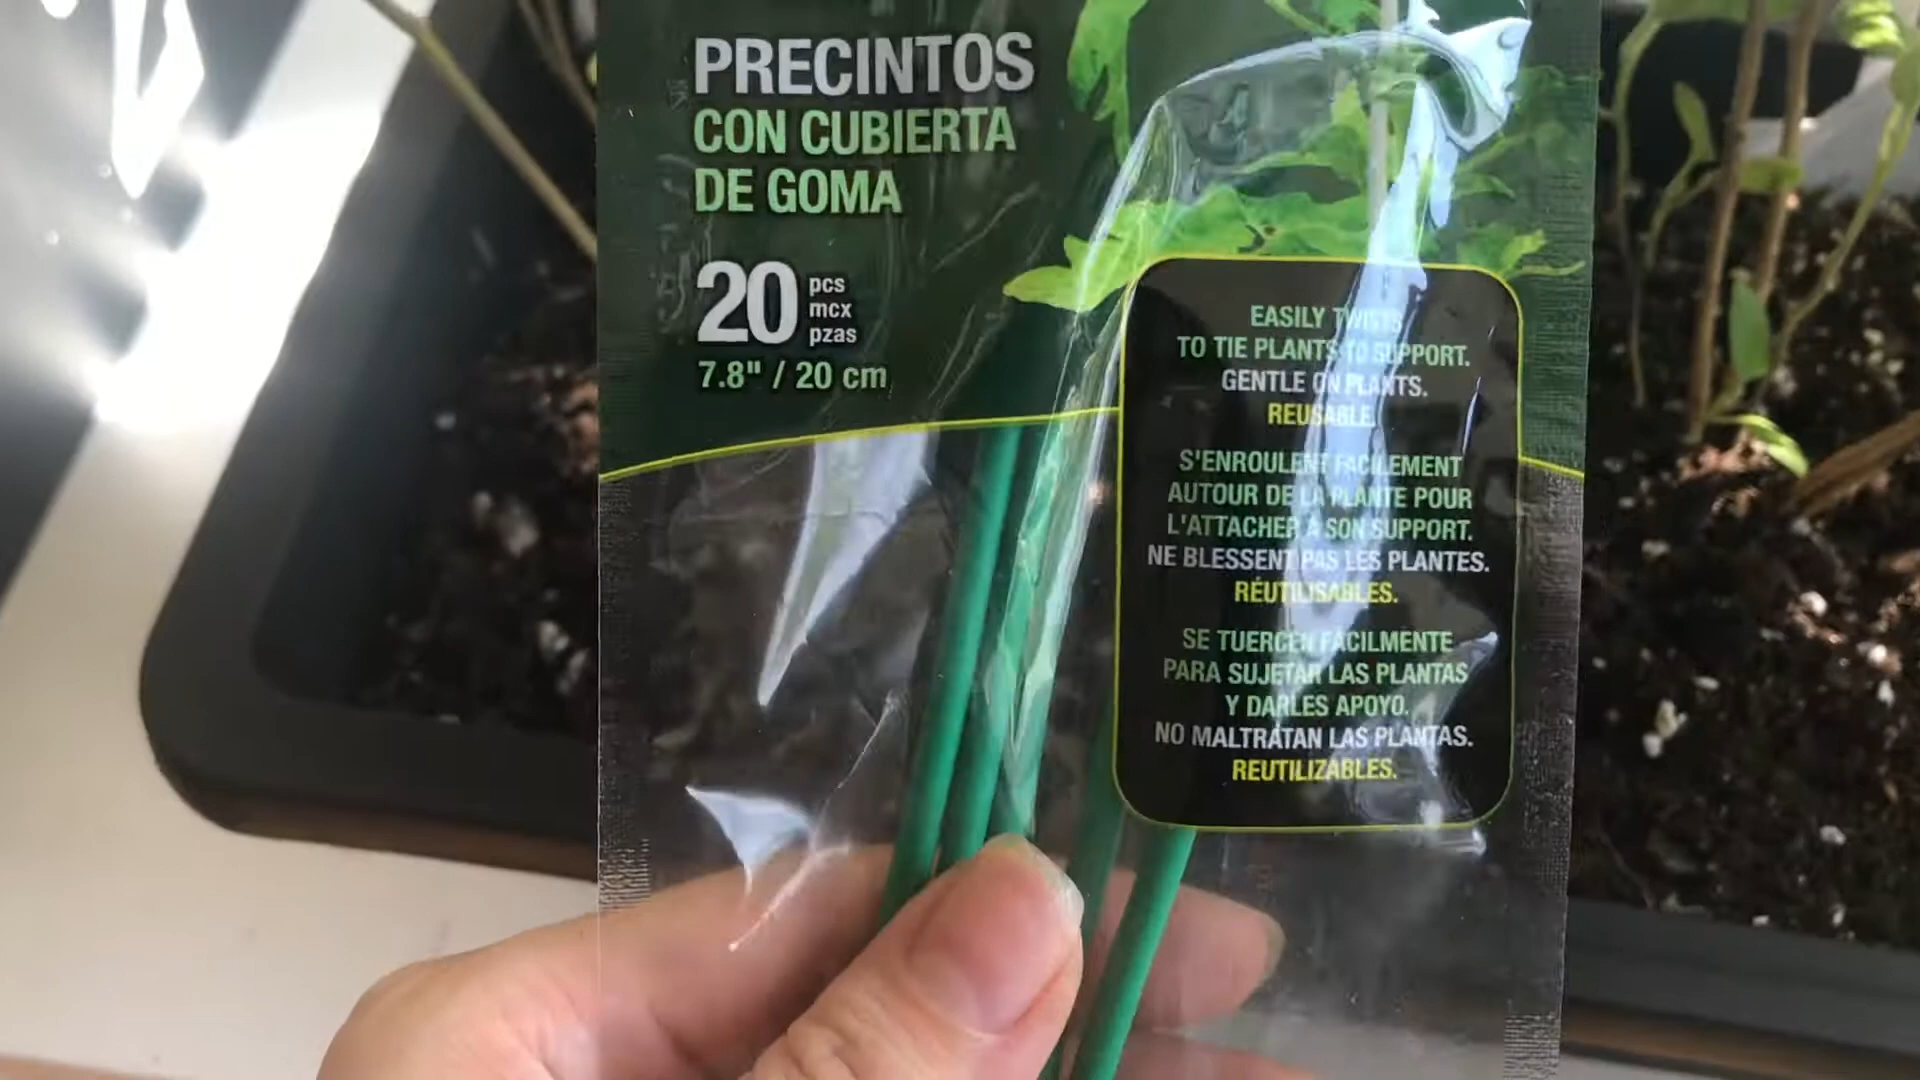 PRECINTOS
CON CUBIERTA
DE GOMA
20 pcs
mcx
pzas
7.8" / 20 cm
EASILY TWISTS
TO TIE PLANTS TO SUPPORT.
GENTLE ON PLANTS.
REUSABLE.
S'ENROULENT FACILEMENT
AUTOUR DE LA PLANTE POUR
L'ATTACHER À SON SUPPORT.
NE BLESSENT PAS LES PLANTES.
RÉUTILISABLES.
SE TUERCEN FÁCILMENTE
PARA SUJETAR LAS PLANTAS
Y DARLES APOYO.
NO MALTRATAN LAS PLANTAS.
REUTILIZABLES.